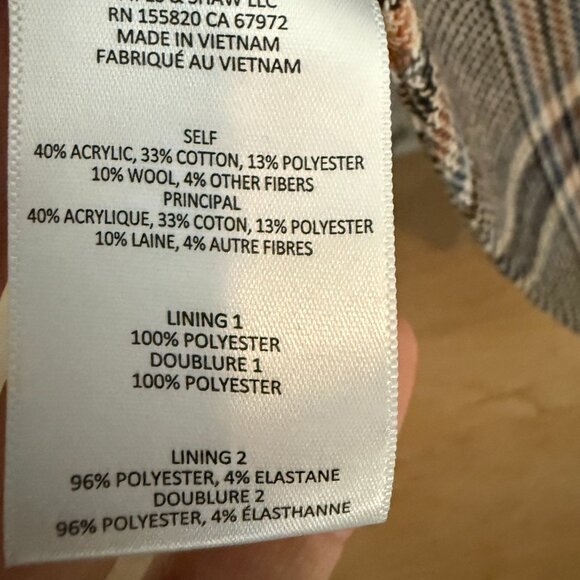 & SHAW LLC
RN 155820 CA 67972
MADE IN VIETNAM
FABRIQUÉ AU VIETNAM
SELF
40% ACRYLIC, 33% COTTON, 13% POLYESTER
10% WOOL, 4% OTHER FIBERS
PRINCIPAL
40% ACRYLIQUE, 33% COTON, 13% POLYESTER
10% LAINE, 4% AUTRE FIBRES
LINING 1
100% POLYESTER
DOUBLURE 1
100% POLYESTER
LINING 2
96% POLYESTER, 4% ELASTANE
DOUBLURE 2
96% POLYESTER, 4% ÉLASTHANNE